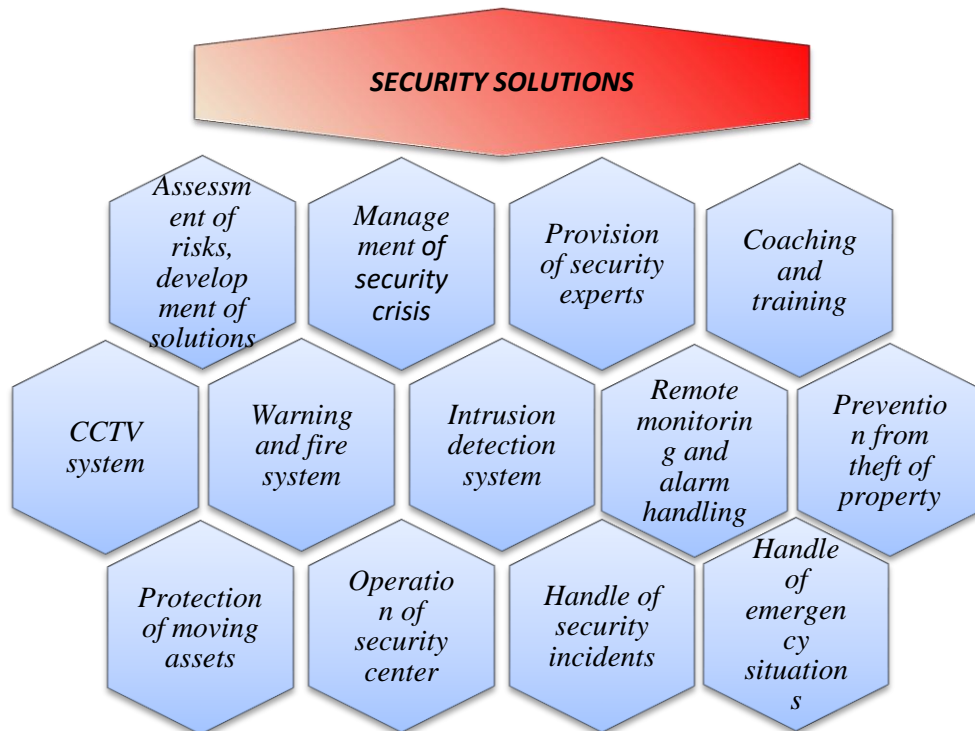 SECURITY SOLUTIONS
Assessm
ent of
risks,
develop
ment of
solutions
Manage
ment of
security
crisis
Provision
of security
experts
Coaching
and
training
CCTV
system
Warning
and fire
system
Intrusion
detection
system
Remote
monitorin
g and
alarm
handling
Preventio
n from
theft of
property
Protection
of moving
assets
Operatio
n of
security
center
Handle of
security
incidents
Handle
of
emergen
cy
situation
s